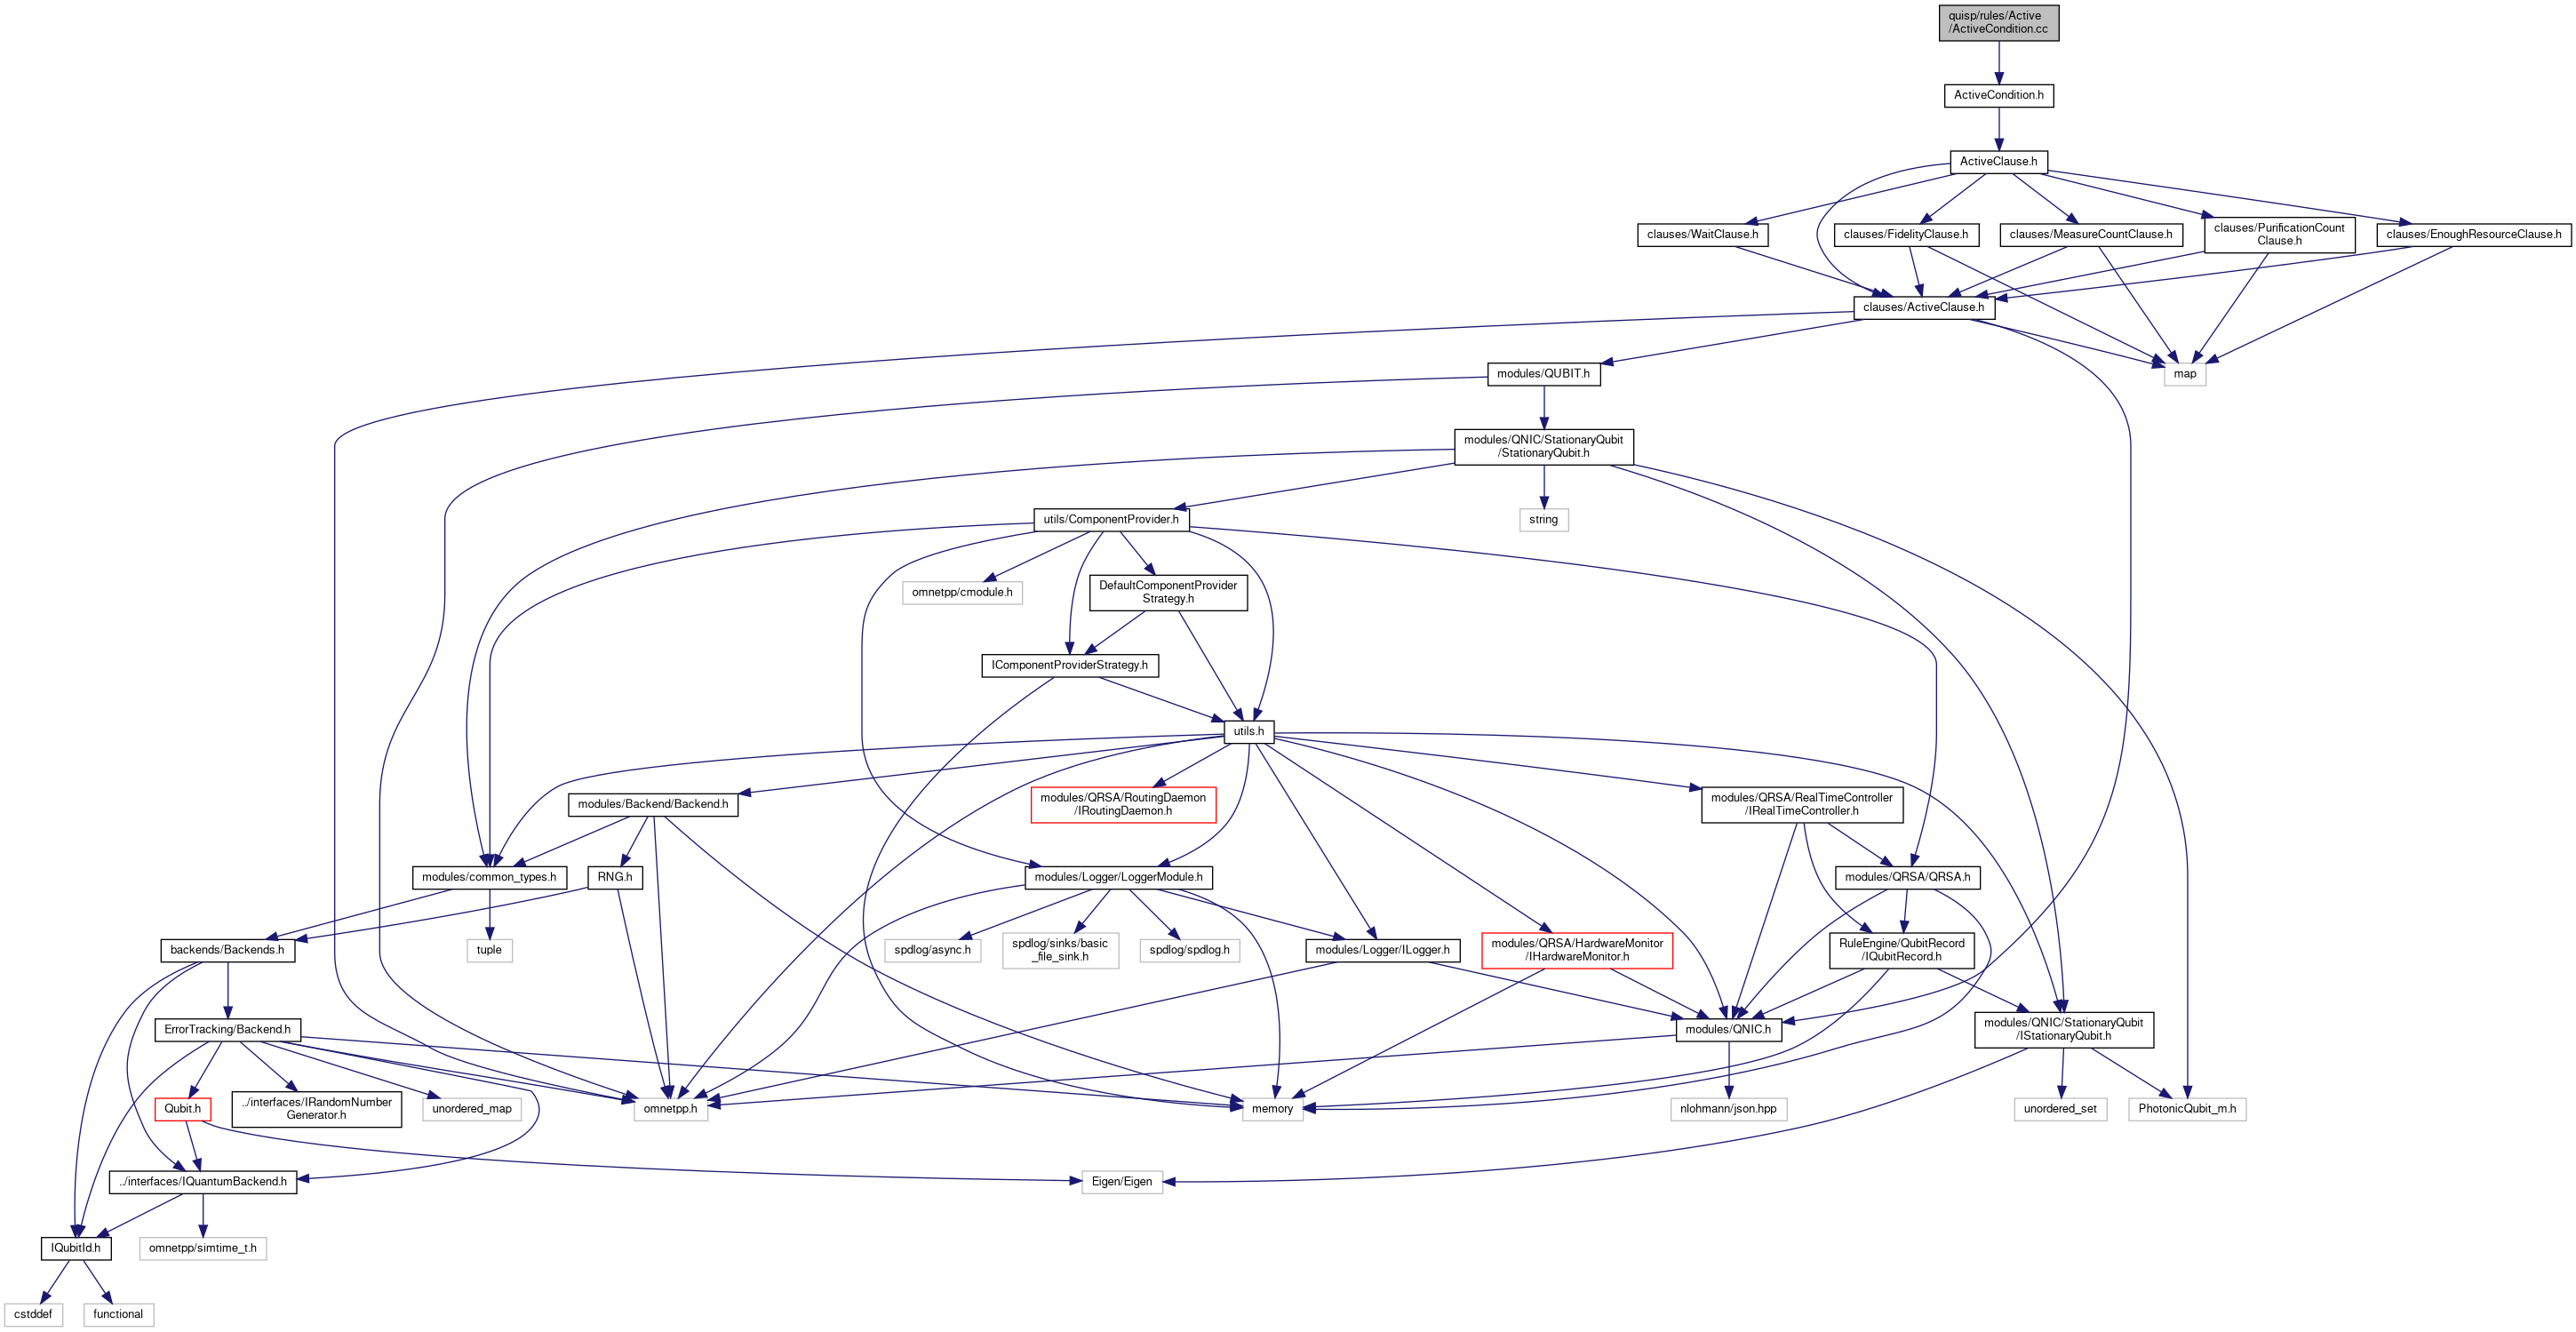 quisp/rules/Active
/ActiveCondition.cc
ActiveCondition.h
ActiveClause.h
clauses/WaitClause.h
clauses/FidelityClause.h
clauses/MeasureCountClause.h
clauses/PurificationCount
Clause.h
clauses/EnoughResourceClause.h
clauses/ActiveClause.h
modules/QUBIT.h
map
modules/QNIC/StationaryQubit
/StationaryQubit.h
utils/ComponentProvider.h
string
omnetpp/cmodule.h
DefaultComponentProvider
Strategy.h
IComponentProviderStrategy.h
utils.h
modules/Backend/Backend.h
modules/QRSA/RoutingDaemon
/IRoutingDaemon.h
modules/QRSA/RealTimeController
/IRealTimeController.h
modules/common_types.h
RNG.h
modules/Logger/LoggerModule.h
modules/QRSA/QRSA.h
backends/Backends.h
tuple
spdlog/async.h
spdlog/sinks/basic
_file_sink.h
spdlog/spdlog.h
modules/Logger/ILogger.h
modules/QRSA/HardwareMonitor
/IHardwareMonitor.h
RuleEngine/QubitRecord
/IQubitRecord.h
ErrorTracking/Backend.h
modules/QNIC.h
modules/QNIC/StationaryQubit
/IStationaryQubit.h
Qubit.h
../interfaces/IRandomNumber
Generator.h
unordered_map
omnetpp.h
memory
nlohmann/json.hpp
unordered_set
PhotonicQubit_m.h
../interfaces/IQuantumBackend.h
Eigen/Eigen
IQubitId.h
omnetpp/simtime_t.h
cstddef
functional